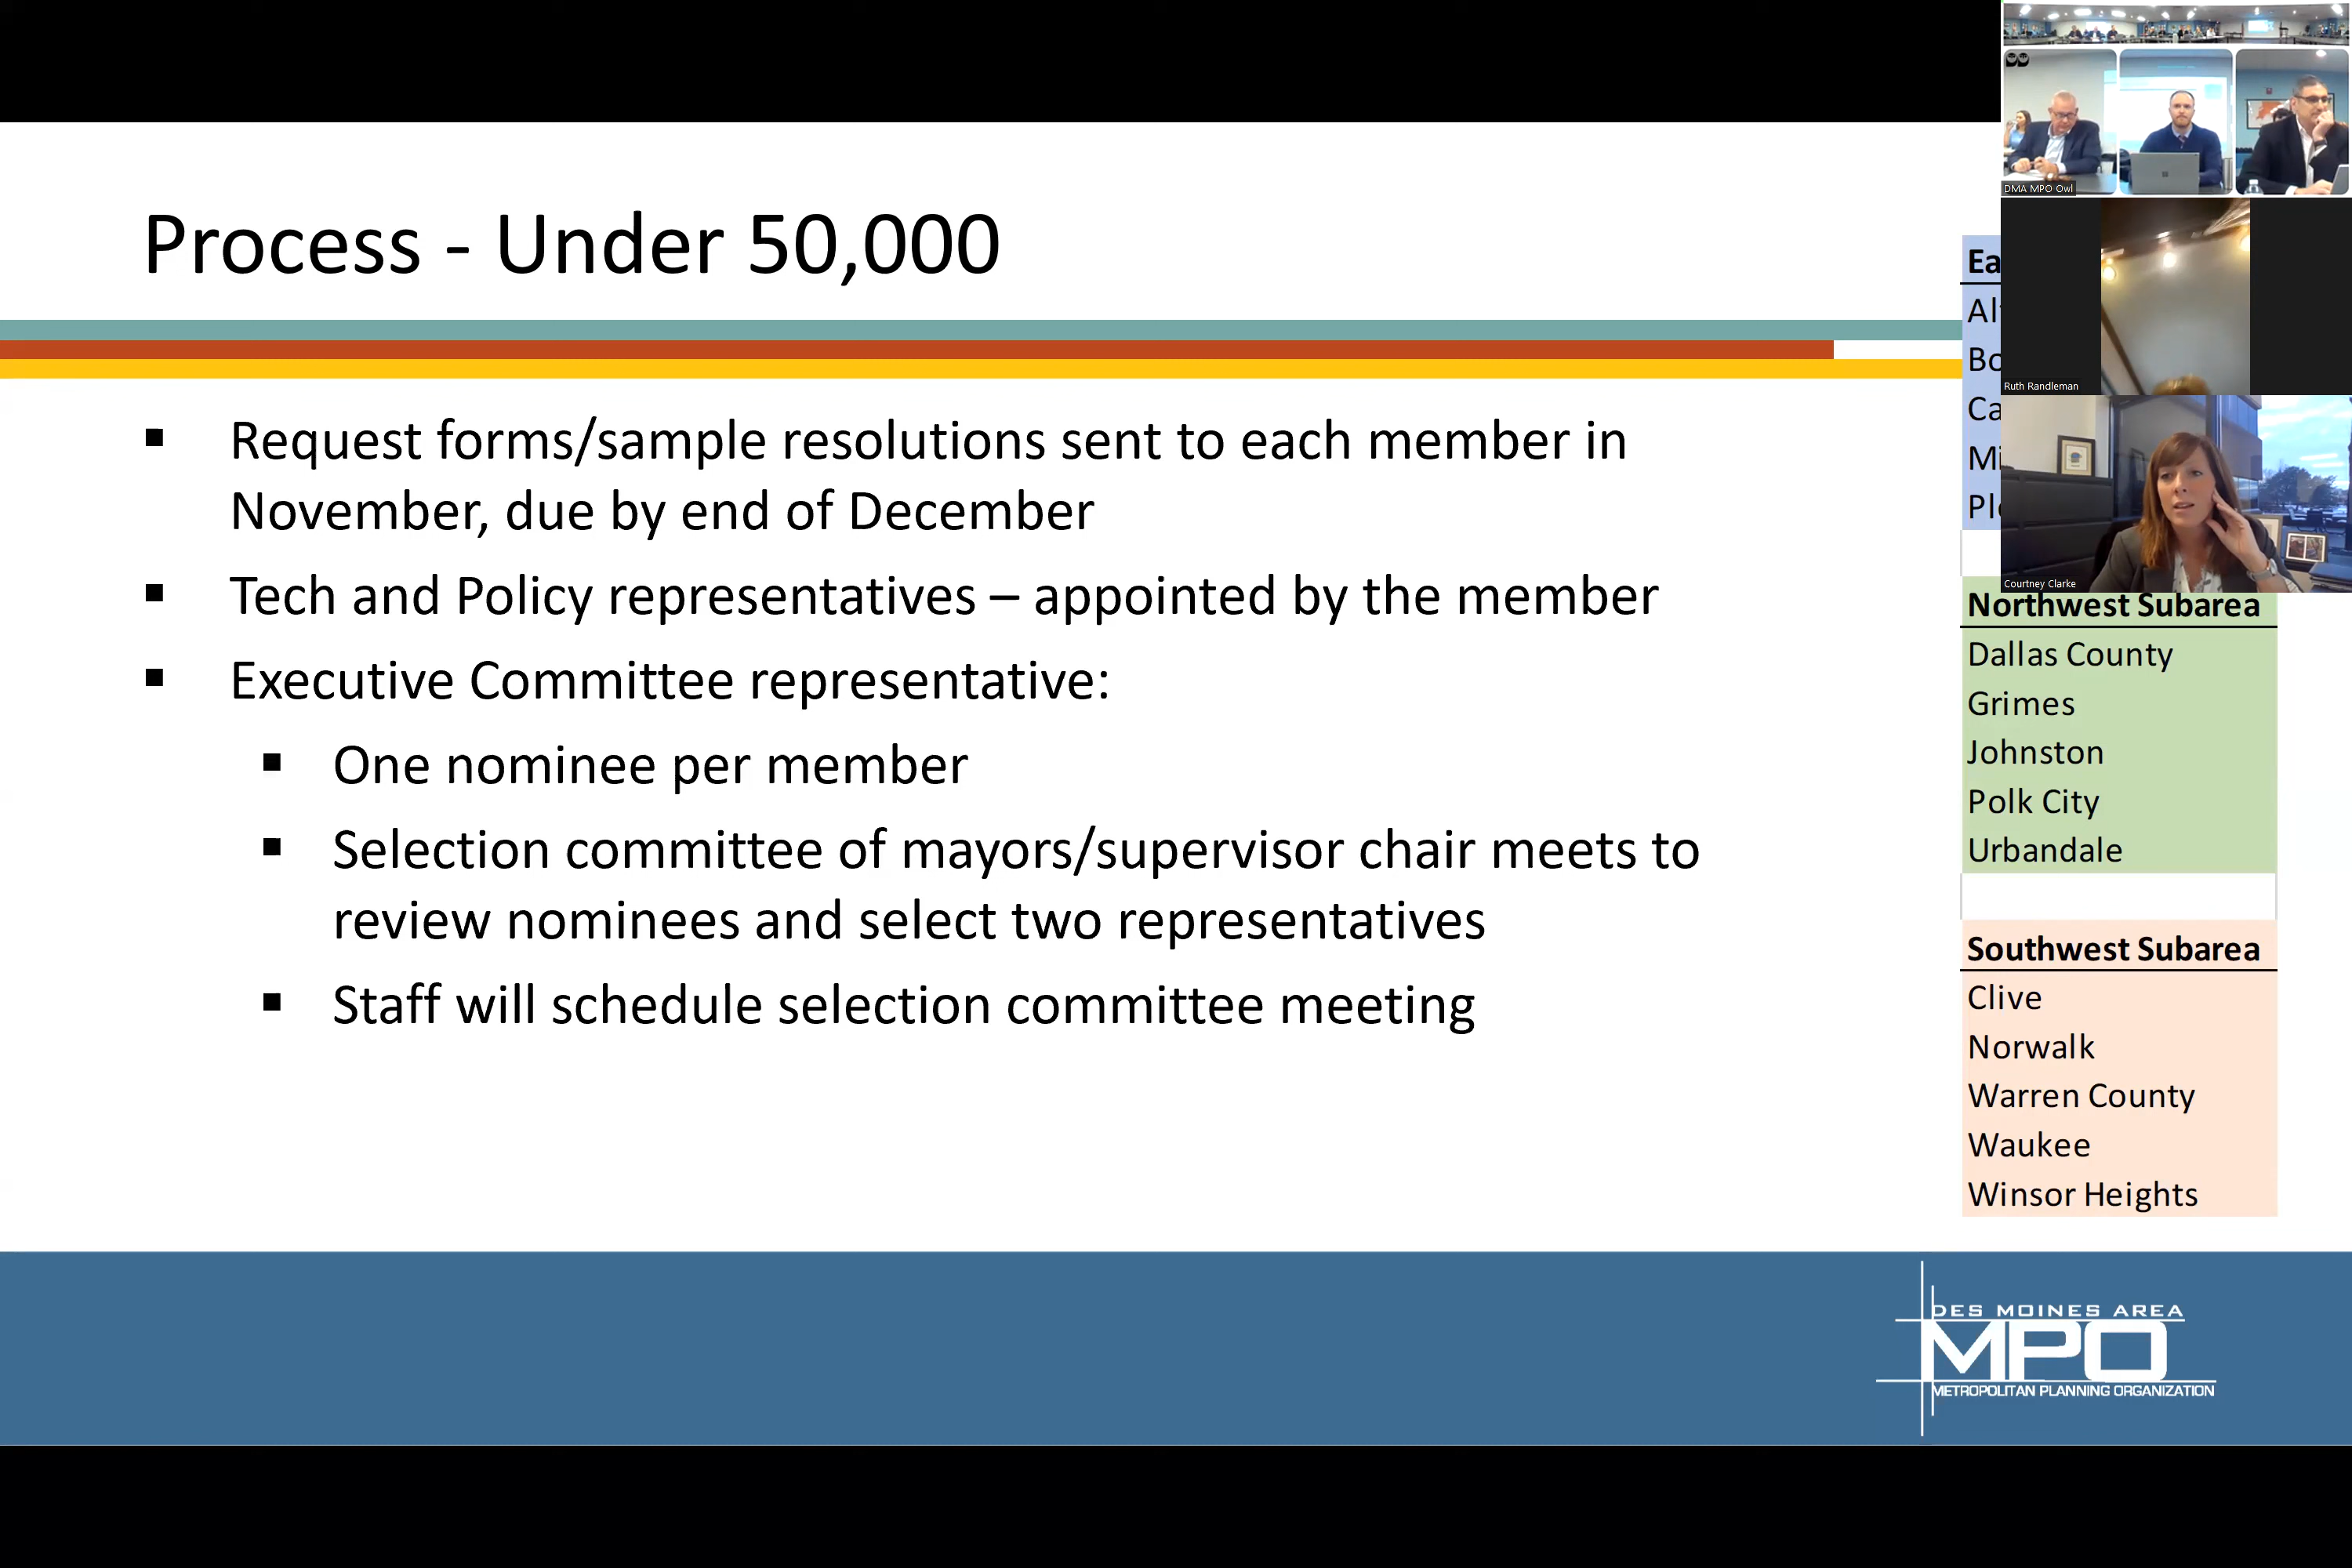 Process - Under 50,000
Request forms/sample resolutions sent to each member in
November, due by end of December
Tech and Policy representatives – appointed by the member
Executive Committee representative:
One nominee per member
Selection committee of mayors/supervisor chair meets to
review nominees and select two representatives
Staff will schedule selection committee meeting
Northwest Subarea
Dallas County
Grimes
Johnston
Polk City
Urbandale
Southwest Subarea
Clive
Norwalk
Warren County
Waukee
Winsor Heights
DMA MPO Owl
Ruth Randleman
Courtney Clarke
DES MOINES AREA
MPO
METROPOLITAN PLANNING ORGANIZATION